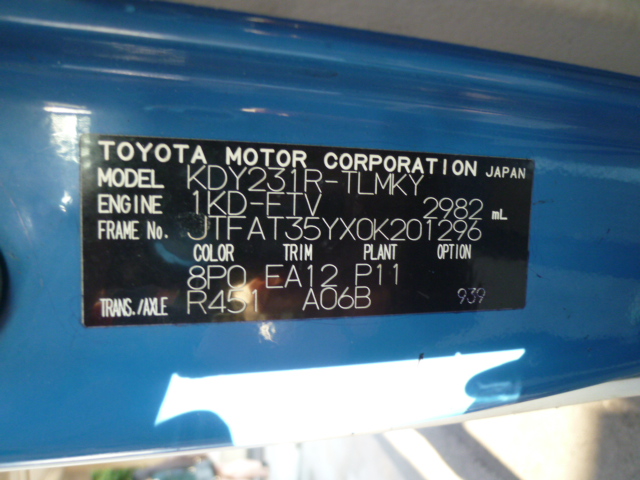 TOYOTA MOTOR CORPORATION JAPAN
MODEL KDY231R-TLMKY
ENGINE 1KD-FTV 2982 mL
FRAME No. JTFAT35YX0K201296
COLOR TRIM PLANT OPTION
8P0 EA12 P11
TRANS./AXLE R451 A06B 939